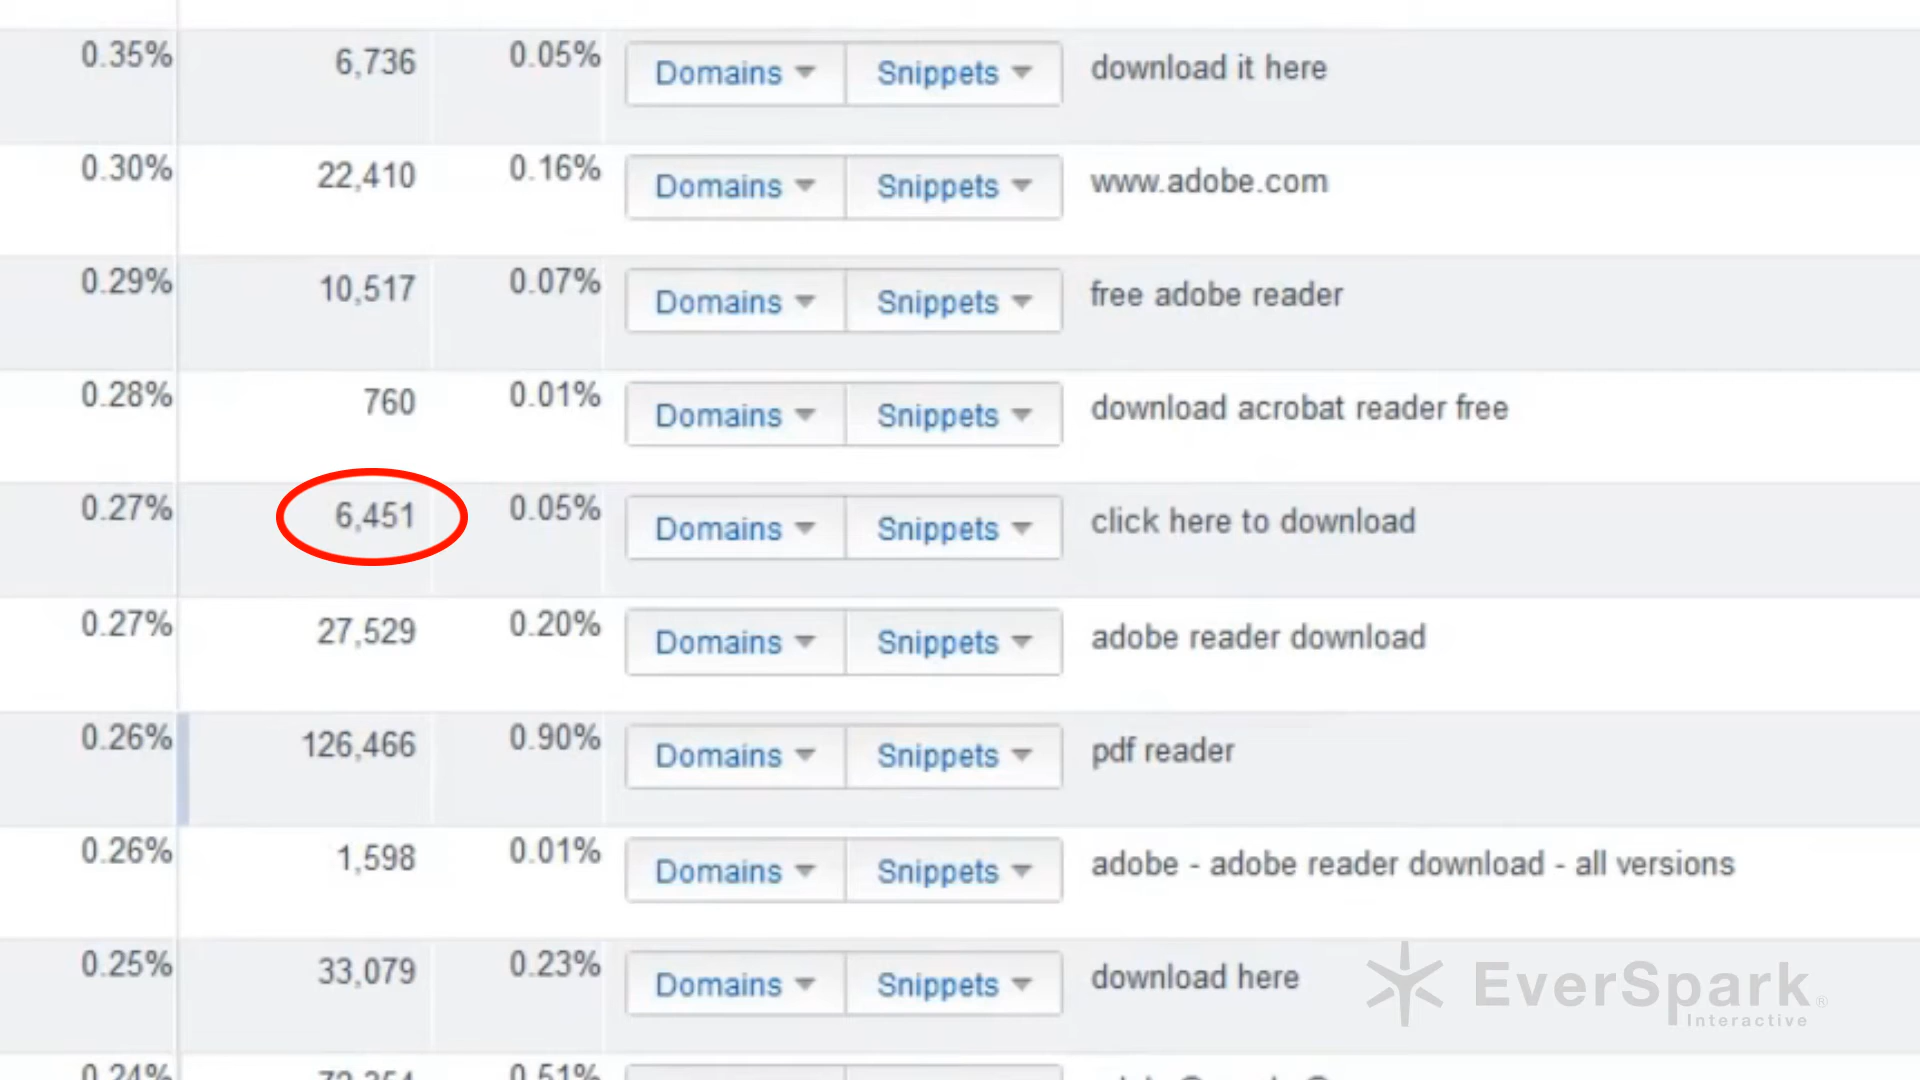 0.35% 6,736 0.05% Domains Snippets download it here
0.30% 22,410 0.16% Domains Snippets www.adobe.com
0.29% 10,517 0.07% Domains Snippets free adobe reader
0.28% 760 0.01% Domains Snippets download acrobat reader free
0.27% 6,451 0.05% Domains Snippets click here to download
0.27% 27,529 0.20% Domains Snippets adobe reader download
0.26% 126,466 0.90% Domains Snippets pdf reader
0.26% 1,598 0.01% Domains Snippets adobe - adobe reader download - all versions
0.25% 33,079 0.23% Domains Snippets download here
EverSpark®
Interactive
0.24% 0.51%